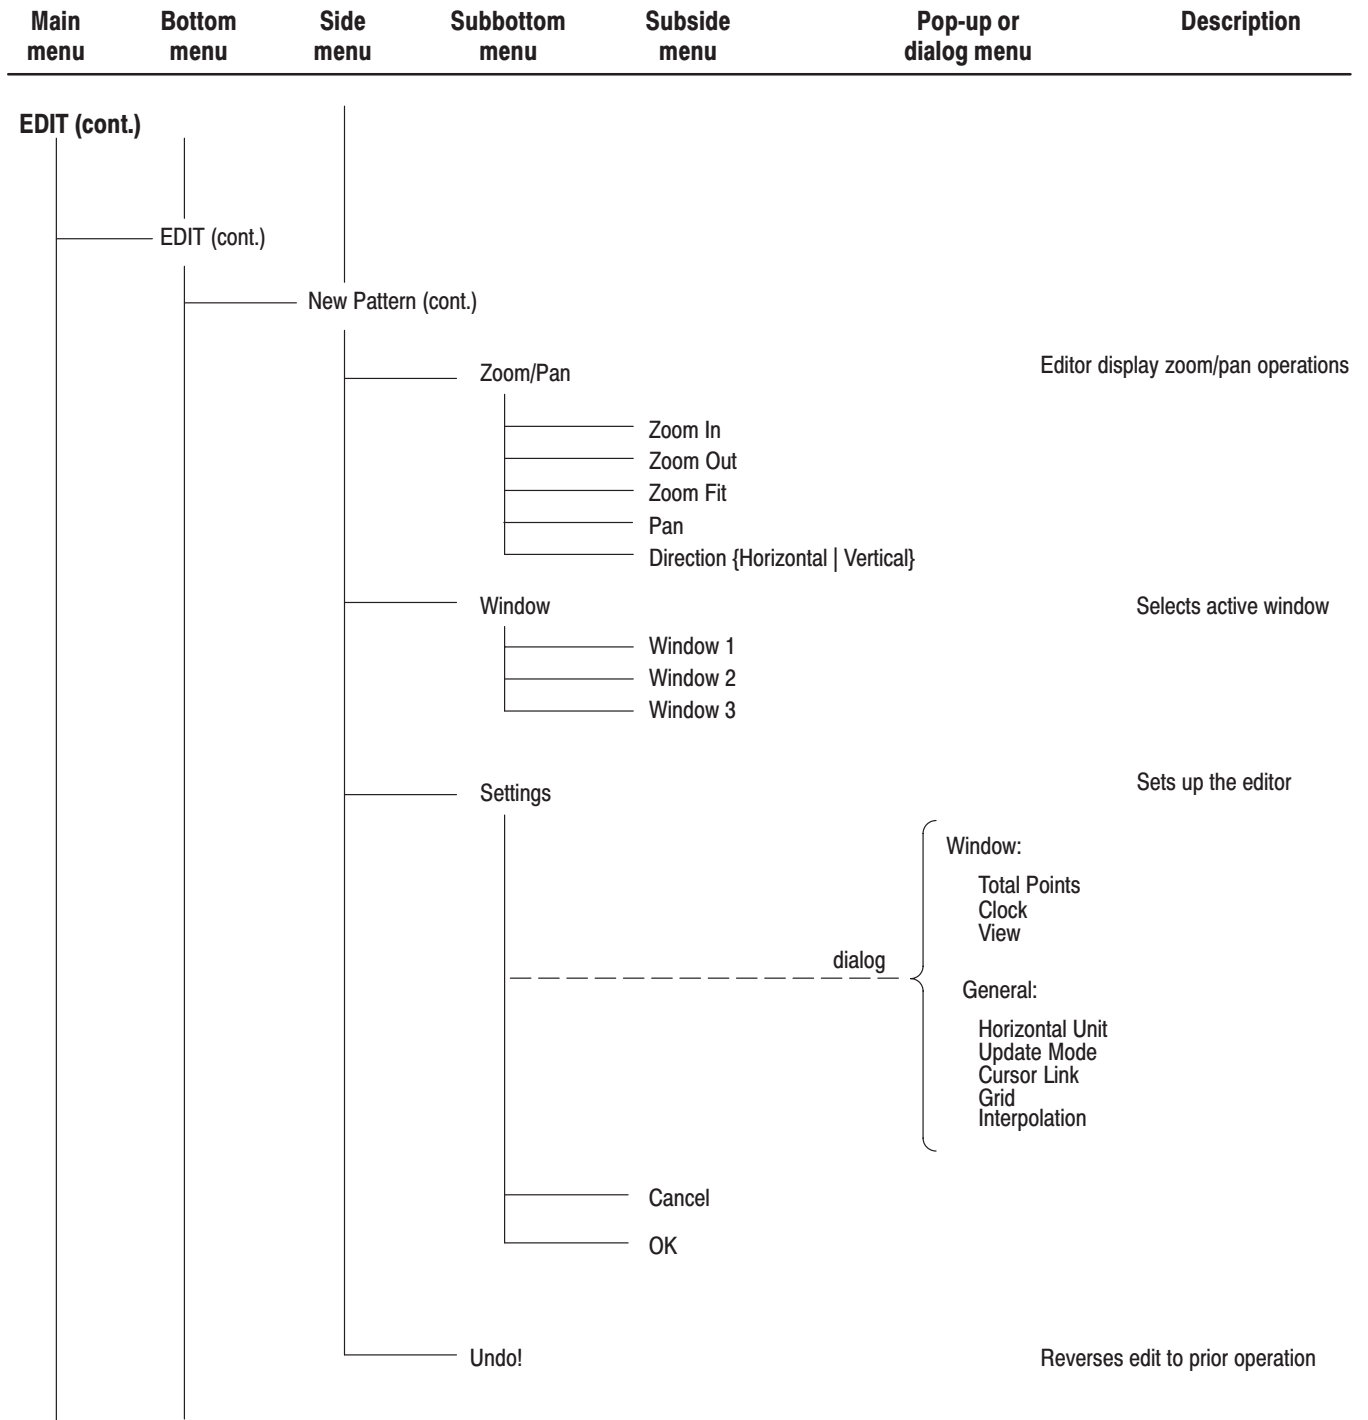 Main menu
Bottom menu
Side menu
Subbottom menu
Subside menu
Pop-up or dialog menu
Description
EDIT (cont.)
EDIT (cont.)
New Pattern (cont.)
Zoom/Pan
Editor display zoom/pan operations
Zoom In
Zoom Out
Zoom Fit
Pan
Direction {Horizontal | Vertical}
Window
Selects active window
Window 1
Window 2
Window 3
Settings
Sets up the editor
Window:
Total Points
Clock
View
dialog
General:
Horizontal Unit
Update Mode
Cursor Link
Grid
Interpolation
Cancel
OK
Undo!
Reverses edit to prior operation